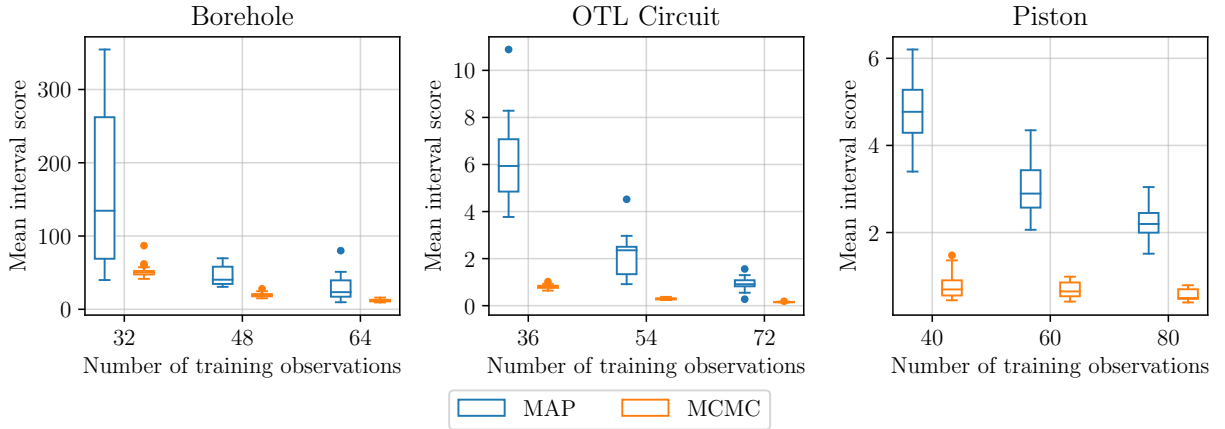 Borehole
OTL Circuit
Piston
Mean interval score
300
200
100
0
32
48
64
Number of training observations
Mean interval score
10
8
6
4
2
0
36
54
72
Number of training observations
Mean interval score
6
4
2
40
60
80
Number of training observations
MAP
MCMC